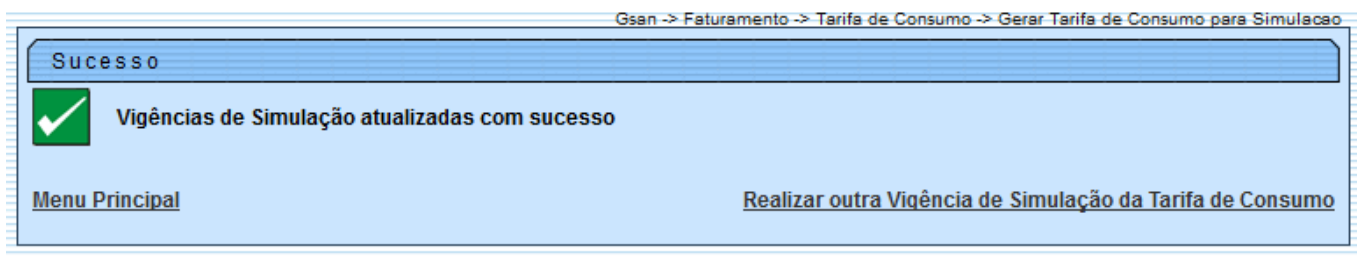 Gsan -> Faturamento -> Tarifa de Consumo -> Gerar Tarifa de Consumo para Simulacao
Sucesso
Vigências de Simulação atualizadas com sucesso
Menu Principal
Realizar outra Vigência de Simulação da Tarifa de Consumo